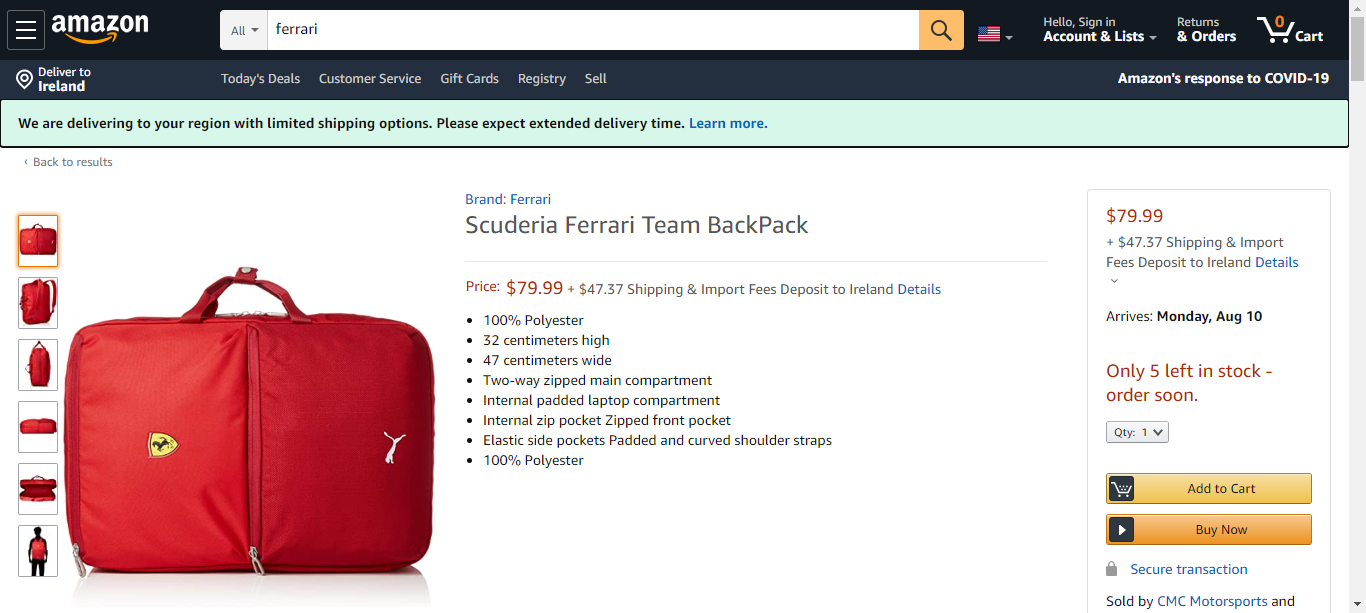 amazon
All
ferrari
Hello, Sign in
Account & Lists
Returns
& Orders
0
Cart
Deliver to
Ireland
Today's Deals
Customer Service
Gift Cards
Registry
Sell
Amazon's response to COVID-19
We are delivering to your region with limited shipping options. Please expect extended delivery time. Learn more.
‹ Back to results
Brand: Ferrari
Scuderia Ferrari Team BackPack
Price: $79.99 + $47.37 Shipping & Import Fees Deposit to Ireland Details
100% Polyester
32 centimeters high
47 centimeters wide
Two-way zipped main compartment
Internal padded laptop compartment
Internal zip pocket Zipped front pocket
Elastic side pockets Padded and curved shoulder straps
100% Polyester
$79.99
+ $47.37 Shipping & Import
Fees Deposit to Ireland Details
Arrives: Monday, Aug 10
Only 5 left in stock -
order soon.
Qty: 1
Add to Cart
Buy Now
Secure transaction
Sold by CMC Motorsports and